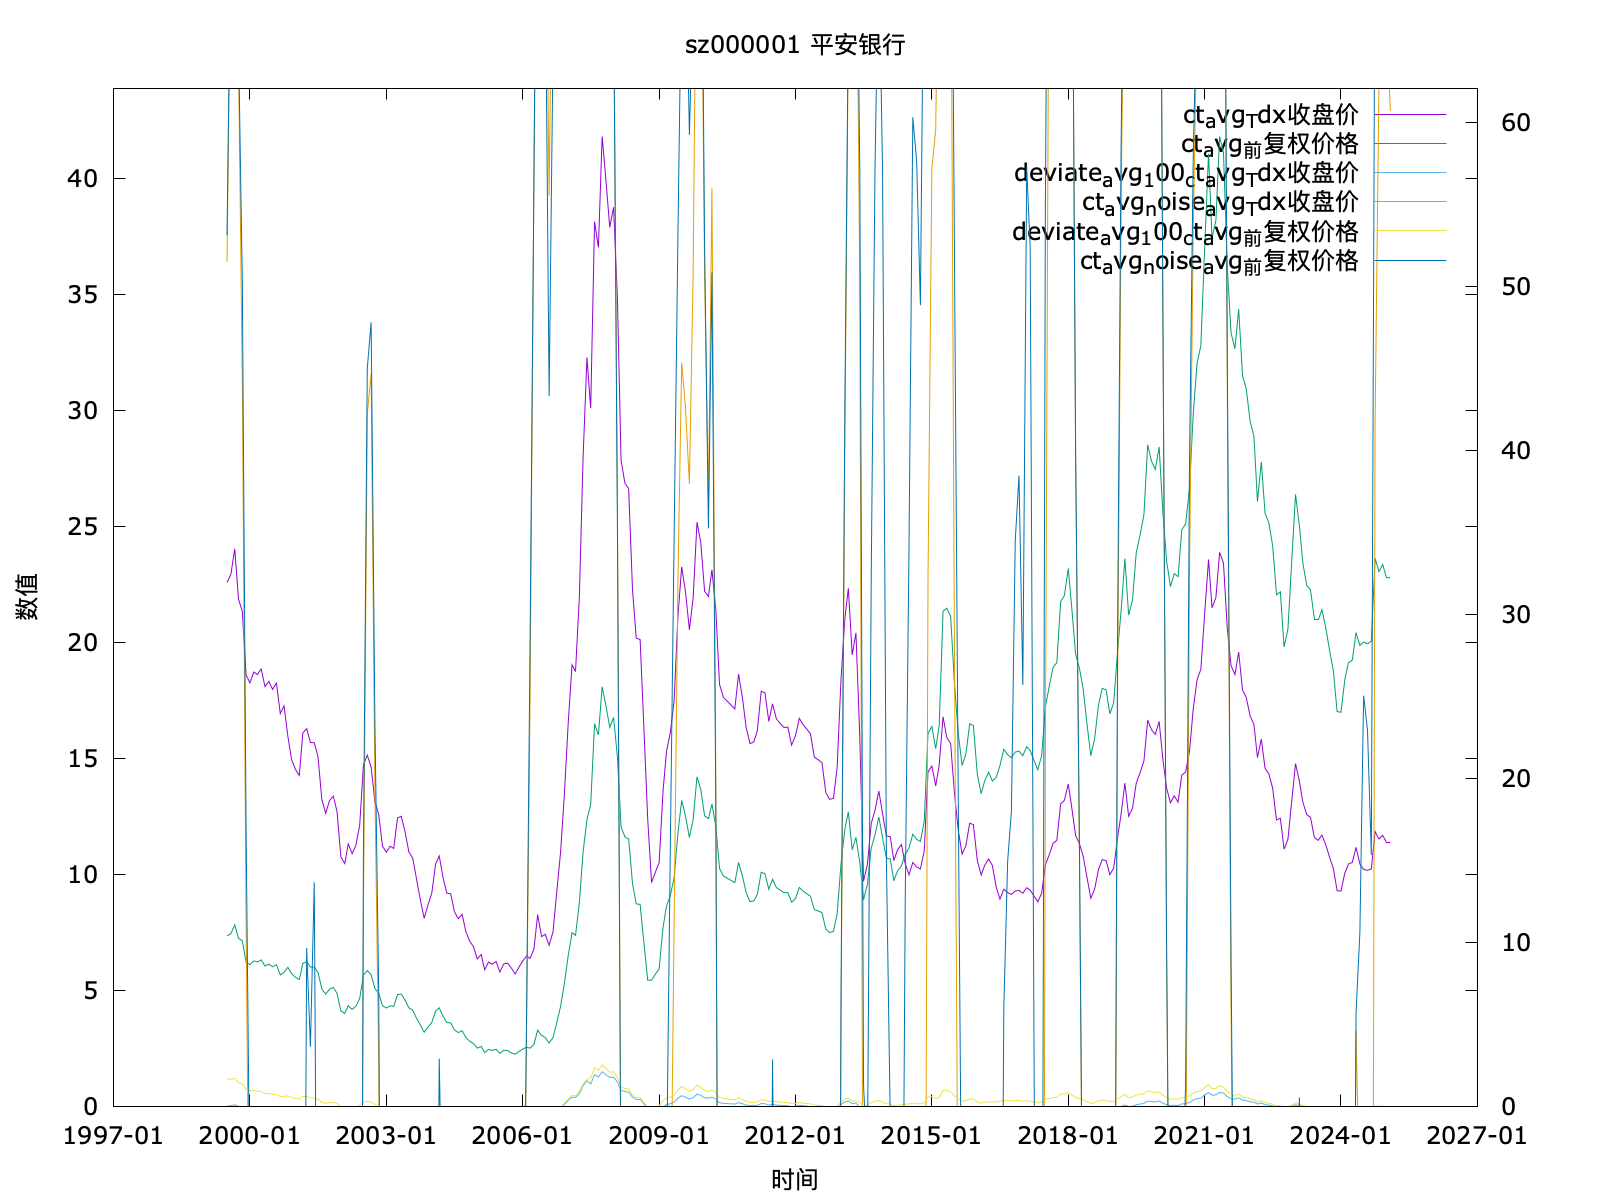 sz000001 平安银行
ct_avg_Tdx收盘价
ct_avg_前复权价格
deviate_avg_100_ct_avg_Tdx收盘价
ct_avg_noise_avg_Tdx收盘价
deviate_avg_100_ct_avg_前复权价格
ct_avg_noise_avg_前复权价格
数值
40
35
30
25
20
15
10
5
0
60
50
40
30
20
10
0
1997-01 2000-01 2003-01 2006-01 2009-01 2012-01 2015-01 2018-01 2021-01 2024-01 2027-01
时间